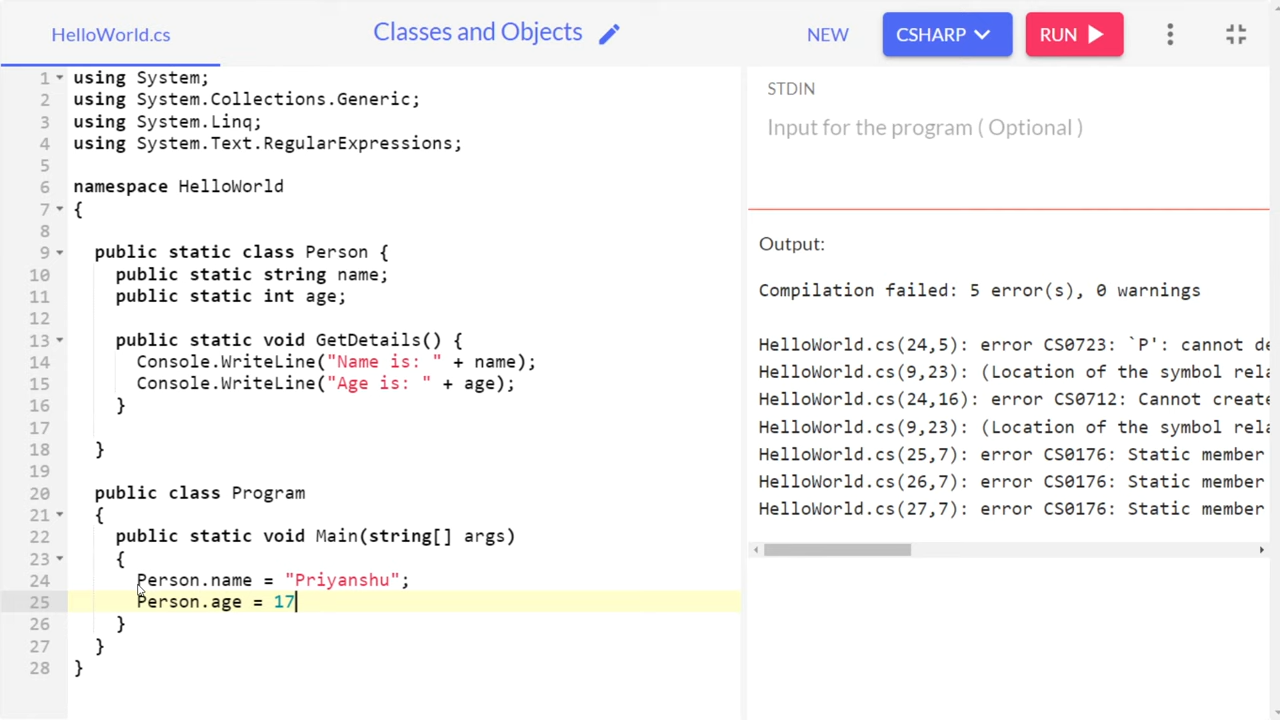 HelloWorld.cs
Classes and Objects
NEW
CSHARP
RUN
1 using System;
2 using System.Collections.Generic;
3 using System.Linq;
4 using System.Text.RegularExpressions;
5
6 namespace HelloWorld
7 {
8
9 public static class Person {
10 public static string name;
11 public static int age;
12
13 public static void GetDetails() {
14 Console.WriteLine("Name is: " + name);
15 Console.WriteLine("Age is: " + age);
16 }
17
18 }
19
20 public class Program
21 {
22 public static void Main(string[] args)
23 {
24 Person.name = "Priyanshu";
25 Person.age = 17
26 }
27 }
28 }
STDIN
Input for the program ( Optional )
Output:
Compilation failed: 5 error(s), 0 warnings
HelloWorld.cs(24,5): error CS0723: `P': cannot de
HelloWorld.cs(9,23): (Location of the symbol rela
HelloWorld.cs(24,16): error CS0712: Cannot create
HelloWorld.cs(9,23): (Location of the symbol rela
HelloWorld.cs(25,7): error CS0176: Static member
HelloWorld.cs(26,7): error CS0176: Static member
HelloWorld.cs(27,7): error CS0176: Static member